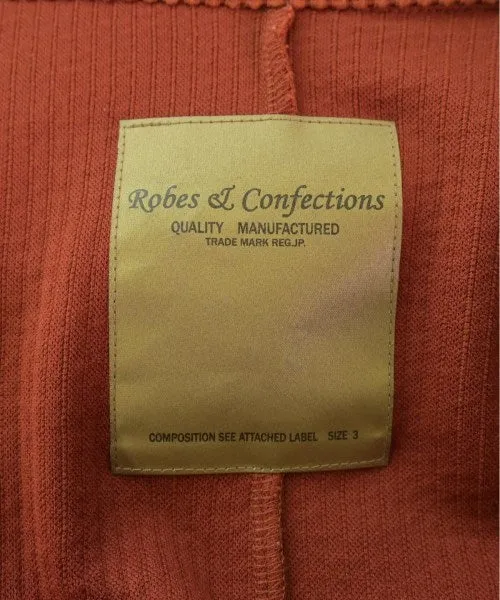 Robes & Confections
QUALITY MANUFACTURED
TRADE MARK REG.JP.
COMPOSITION SEE ATTACHED LABEL SIZE 3